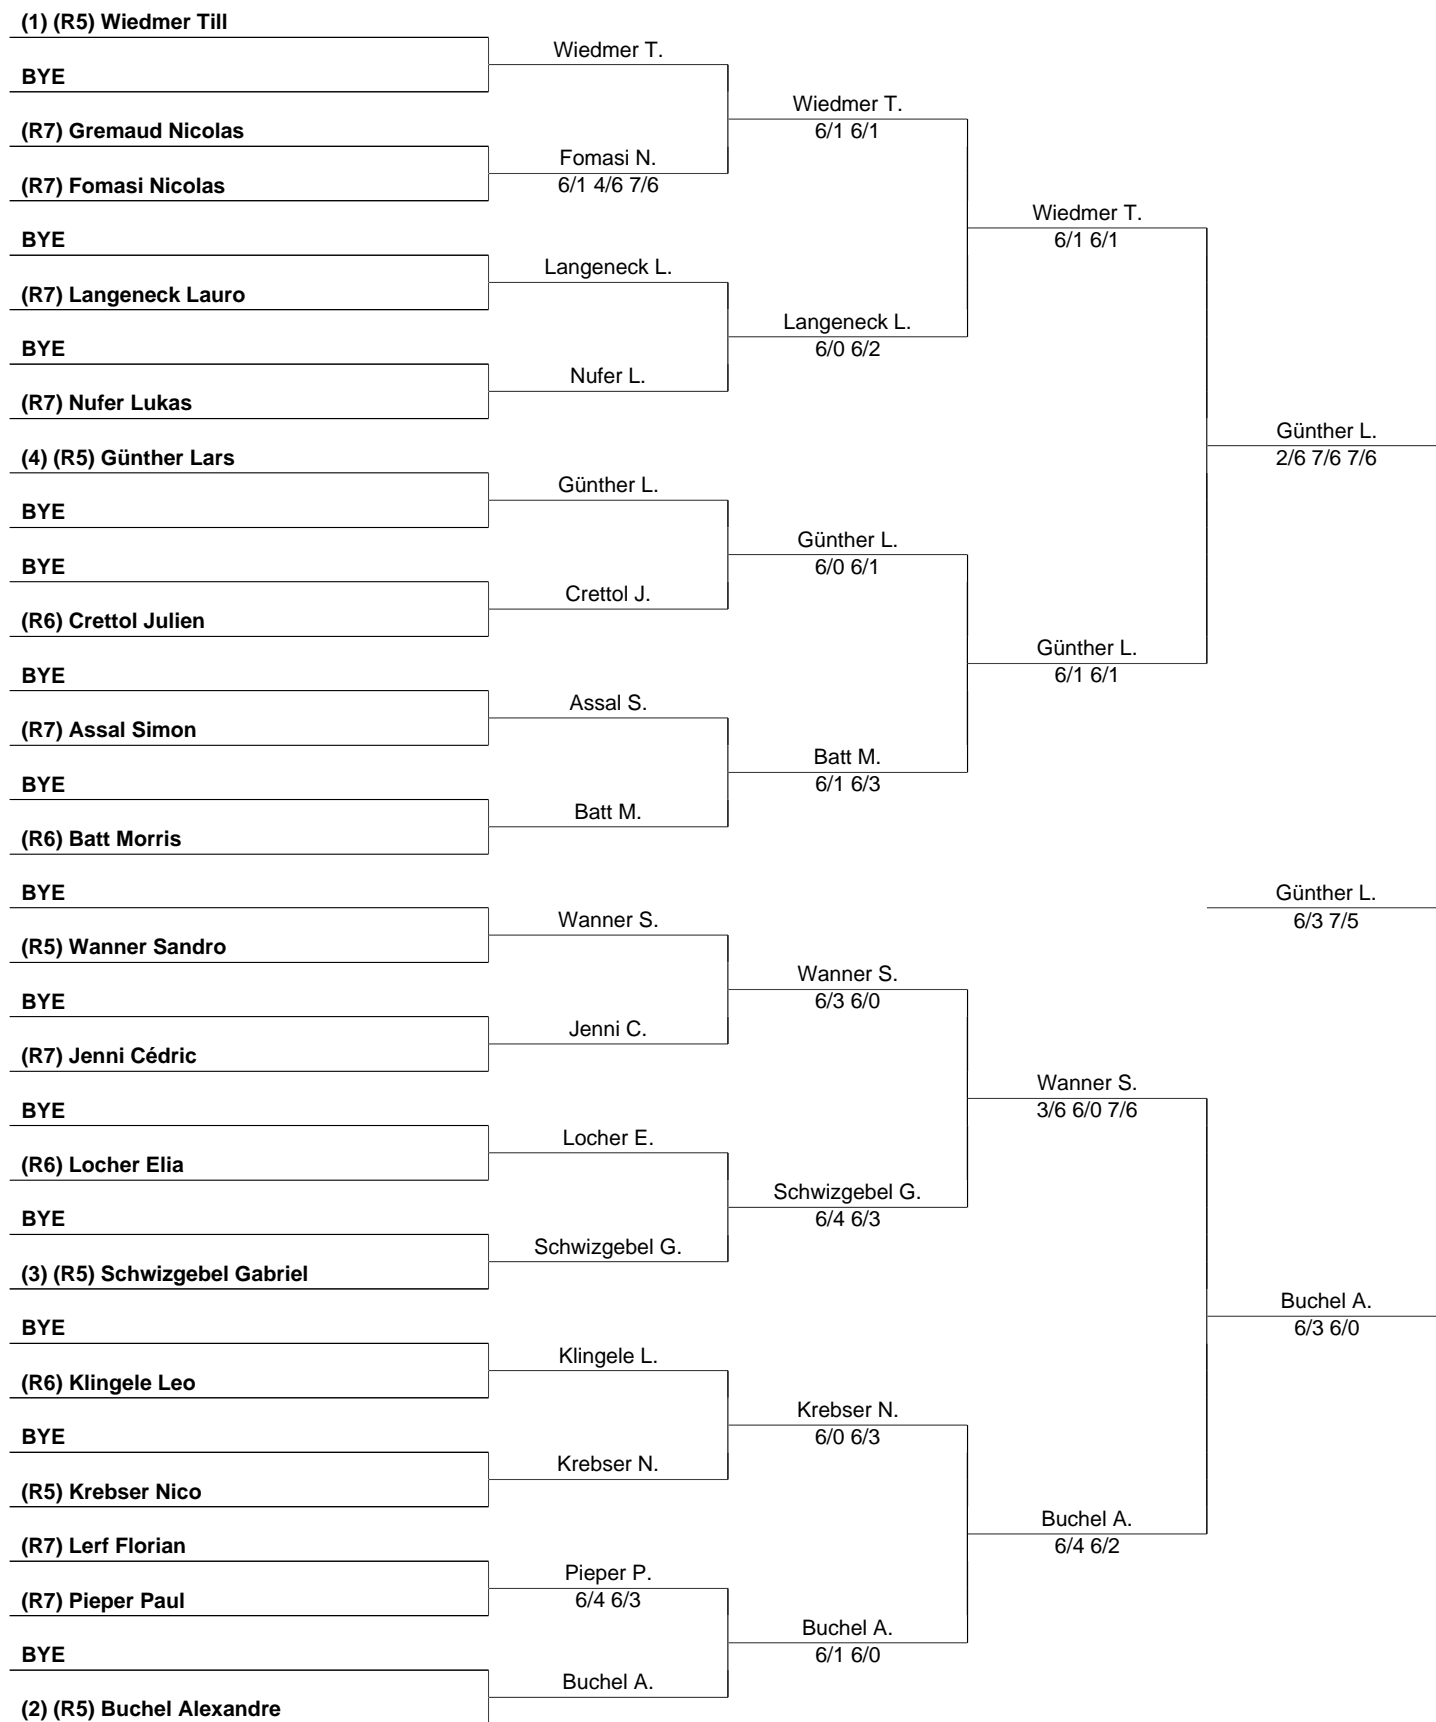 (1) (R5) Wiedmer Till
BYE
(R7) Gremaud Nicolas
(R7) Fomasi Nicolas
BYE
(R7) Langeneck Lauro
BYE
(R7) Nufer Lukas
(4) (R5) Günther Lars
BYE
BYE
(R6) Crettol Julien
BYE
(R7) Assal Simon
BYE
(R6) Batt Morris
BYE
(R5) Wanner Sandro
BYE
(R7) Jenni Cédric
BYE
(R6) Locher Elia
BYE
(3) (R5) Schwizgebel Gabriel
BYE
(R6) Klingele Leo
BYE
(R5) Krebser Nico
(R7) Lerf Florian
(R7) Pieper Paul
BYE
(2) (R5) Buchel Alexandre
Wiedmer T.
Fomasi N.
6/1 4/6 7/6
Langeneck L.
Nufer L.
Günther L.
Crettol J.
Assal S.
Batt M.
Wanner S.
Jenni C.
Locher E.
Schwizgebel G.
Klingele L.
Krebser N.
Pieper P.
6/4 6/3
Buchel A.
Wiedmer T.
6/1 6/1
Langeneck L.
6/0 6/2
Günther L.
6/0 6/1
Batt M.
6/1 6/3
Wanner S.
6/3 6/0
Schwizgebel G.
6/4 6/3
Krebser N.
6/0 6/3
Buchel A.
6/1 6/0
Wiedmer T.
6/1 6/1
Günther L.
6/1 6/1
Wanner S.
3/6 6/0 7/6
Buchel A.
6/4 6/2
Günther L.
2/6 7/6 7/6
Günther L.
6/3 7/5
Buchel A.
6/3 6/0